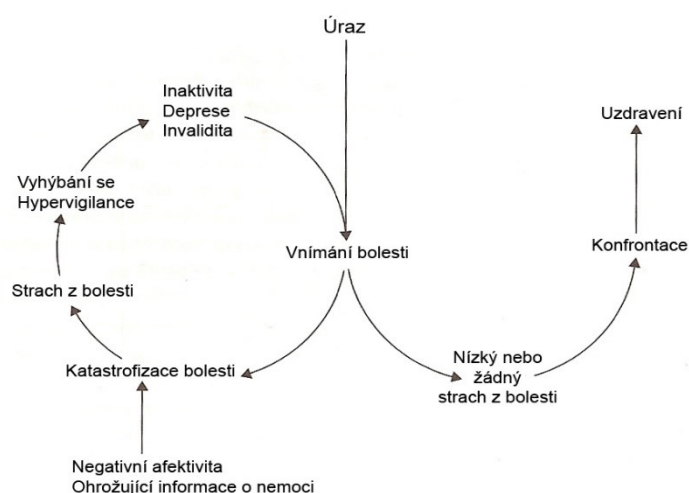 Úraz
Inaktivita
Deprese
Invalidita
Uzdravení
Vyhýbání se
Hypervigilance
Vnímání bolesti
Konfrontace
Strach z bolesti
Katastrofizace bolesti
Nízký nebo
žádný
strach z bolesti
Negativní afektivita
Ohrožující informace o nemoci